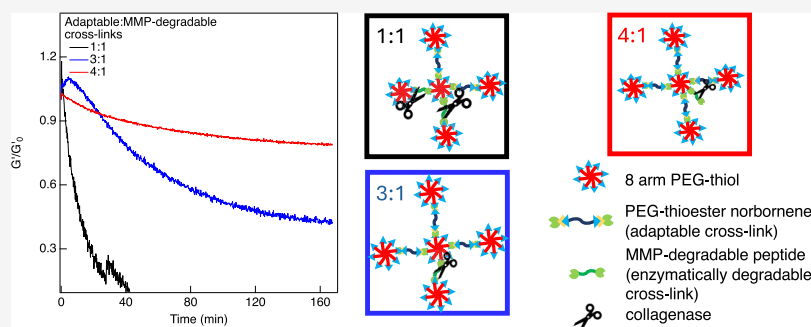 Adaptable:MMP-degradable
cross-links
1:1
3:1
4:1
1.2
0.9
0.6
0.3
G'/G'0
0 40 80 120 160
Time (min)
1:1
3:1
4:1
8 arm PEG-thiol
PEG-thioester norbornene
(adaptable cross-link)
MMP-degradable peptide
(enzymatically degradable
cross-link)
collagenase